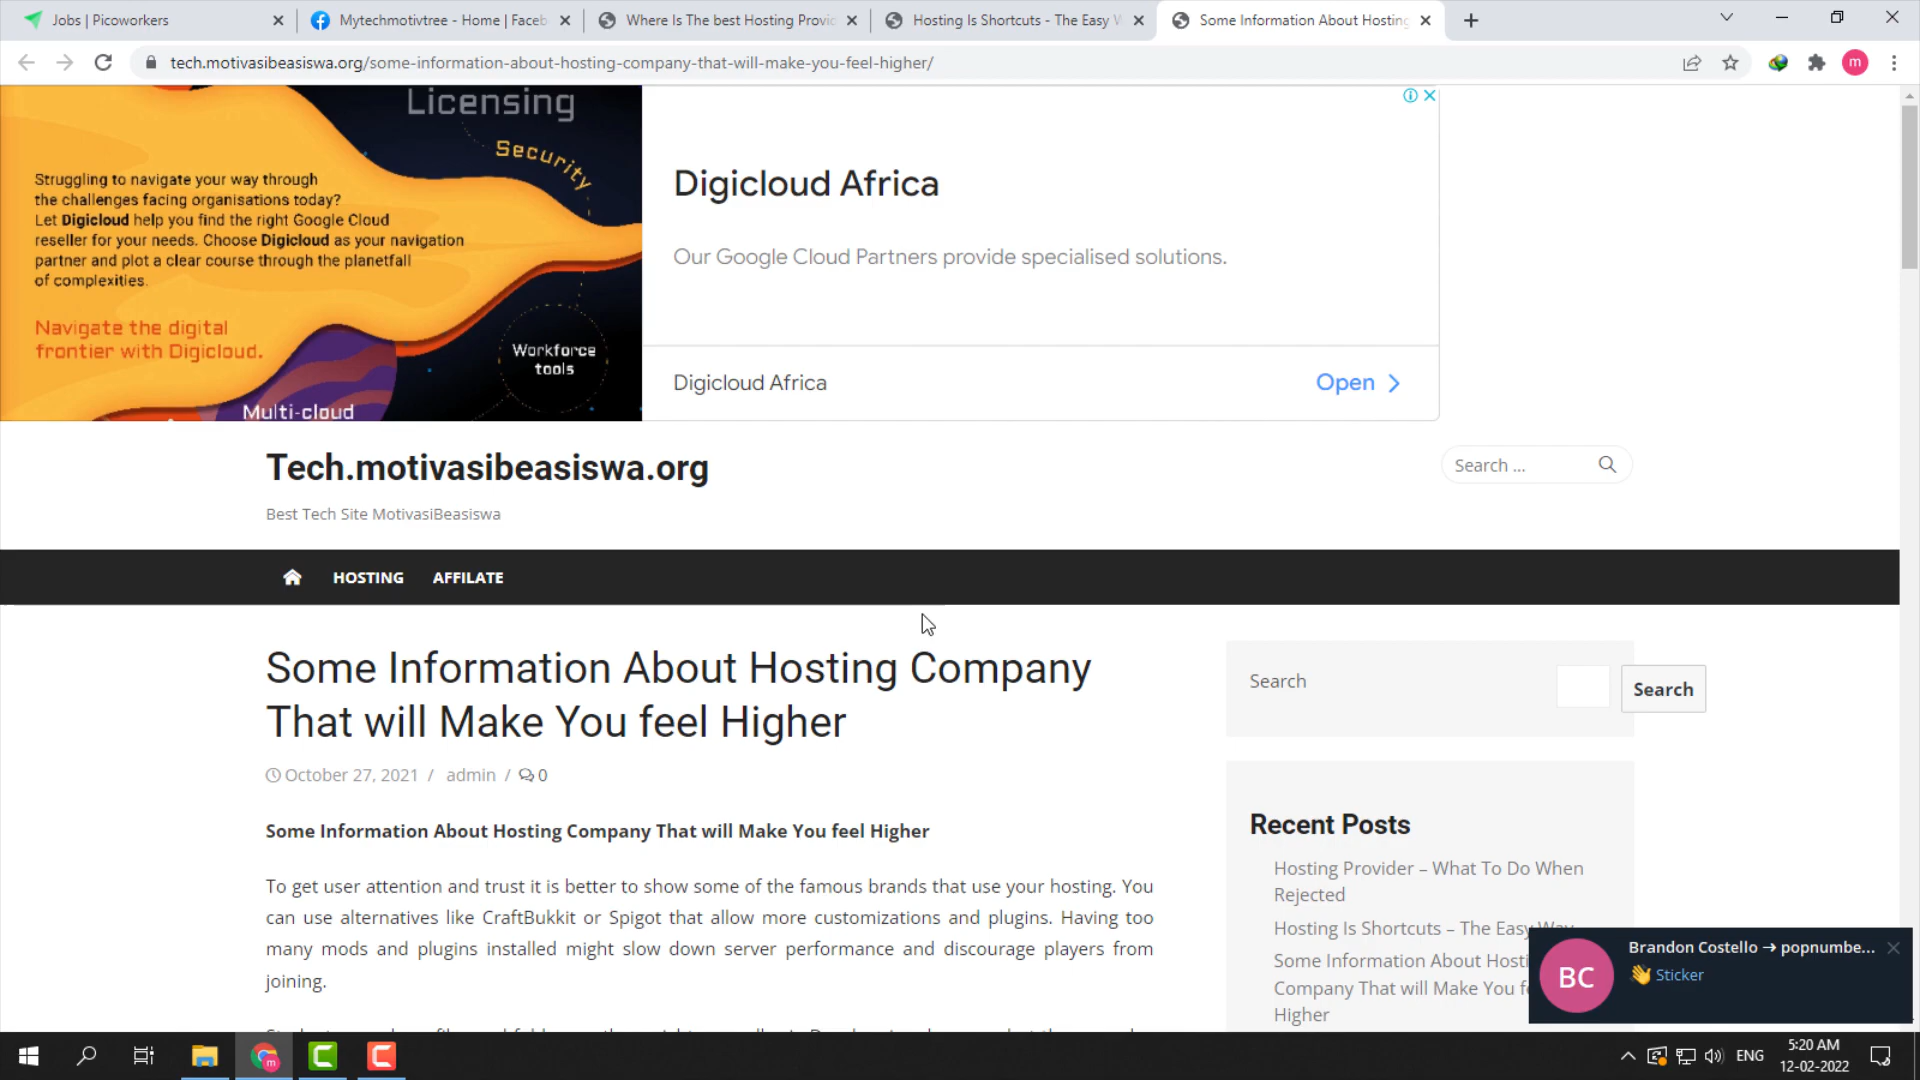 Jobs | Picoworkers
Mytechmotivtree - Home | Faceb
Where Is The best Hosting Provi
Hosting Is Shortcuts - The Easy W
Some Information About Hosting
tech.motivasibeasiswa.org/some-information-about-hosting-company-that-will-make-you-feel-higher/
m
Licensing
Security
Struggling to navigate your way through
the challenges facing organisations today?
Let Digicloud help you find the right Google Cloud
reseller for your needs. Choose Digicloud as your navigation
partner and plot a clear course through the planetfall
of complexities.
Navigate the digital
frontier with Digicloud.
Workforce
tools
Multi-cloud
Digicloud Africa
Our Google Cloud Partners provide specialised solutions.
Digicloud Africa
Open
Tech.motivasibeasiswa.org
Best Tech Site MotivasiBeasiswa
Search ...
HOSTING AFFILATE
Some Information About Hosting Company
That will Make You feel Higher
October 27, 2021 / admin / 0
Some Information About Hosting Company That will Make You feel Higher
To get user attention and trust it is better to show some of the famous brands that use your hosting. You
can use alternatives like CraftBukkit or Spigot that allow more customizations and plugins. Having too
many mods and plugins installed might slow down server performance and discourage players from
joining.
Search
Search
Recent Posts
Hosting Provider – What To Do When
Rejected
Hosting Is Shortcuts – The Easy Way
Some Information About Hosti
Company That will Make You fe
Higher
BC
Brandon Costello → popnumbe...
👋 Sticker
m
ENG
5:20 AM
12-02-2022